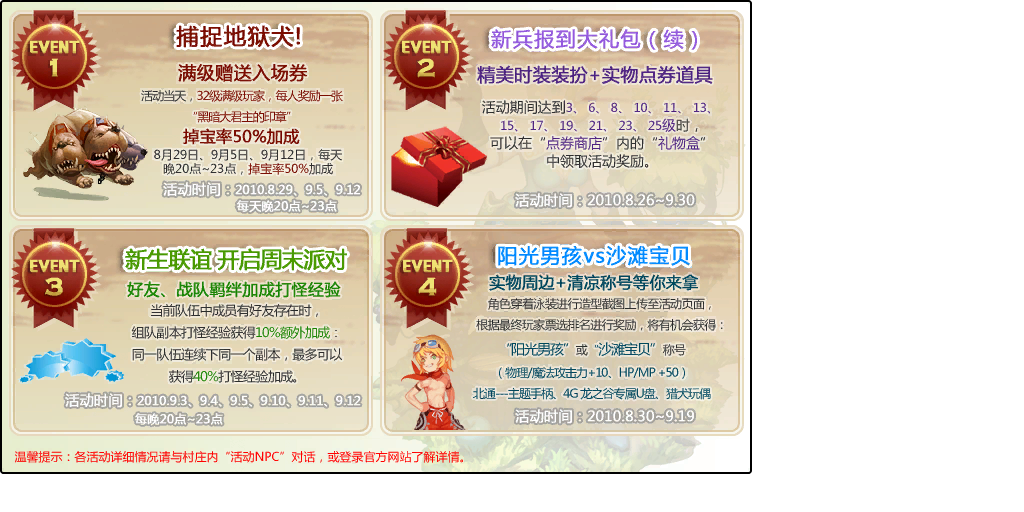 EVENT
1
捕捉地狱犬!
满级赠送入场券
活动当天，32级满级玩家，每人奖励一张
“黑暗大君主的印章”
掉宝率50%加成
8月29日、9月5日、9月12日，每天
晚20点~23点，掉宝率50%加成
活动时间：2010.8.29、9.5、9.12
每天晚20点~23点
EVENT
2
新兵报到大礼包（续）
精美时装装扮+实物点券道具
活动期间达到3、6、8、10、11、13、
15、17、19、21、23、25级时，
可以在“点券商店”内的“礼物盒”
中领取活动奖励。
活动时间：2010.8.26~9.30
EVENT
3
新生联谊 开启周末派对
好友、战队羁绊加成打怪经验
当前队伍中成员有好友存在时，
组队副本打怪经验获得10%额外加成：
同一队伍连续下同一个副本，最多可以
获得40%打怪经验加成。
活动时间：2010.9.3、9.4、9.5、9.10、9.11、9.12
每晚20点~23点
EVENT
4
阳光男孩vs沙滩宝贝
实物周边+清凉称号等你来拿
角色穿着泳装进行造型截图上传至活动页面，
根据最终玩家票选排名进行奖励，将有机会获得：
“阳光男孩”或“沙滩宝贝”称号
（物理/魔法攻击力+10、HP/MP +50）
北通---主题手柄、4G 龙之谷专属U盘、猎犬玩偶
活动时间：2010.8.30~9.19
温馨提示：各活动详细情况请与村庄内“活动NPC”对话，或登录官方网站了解详情。